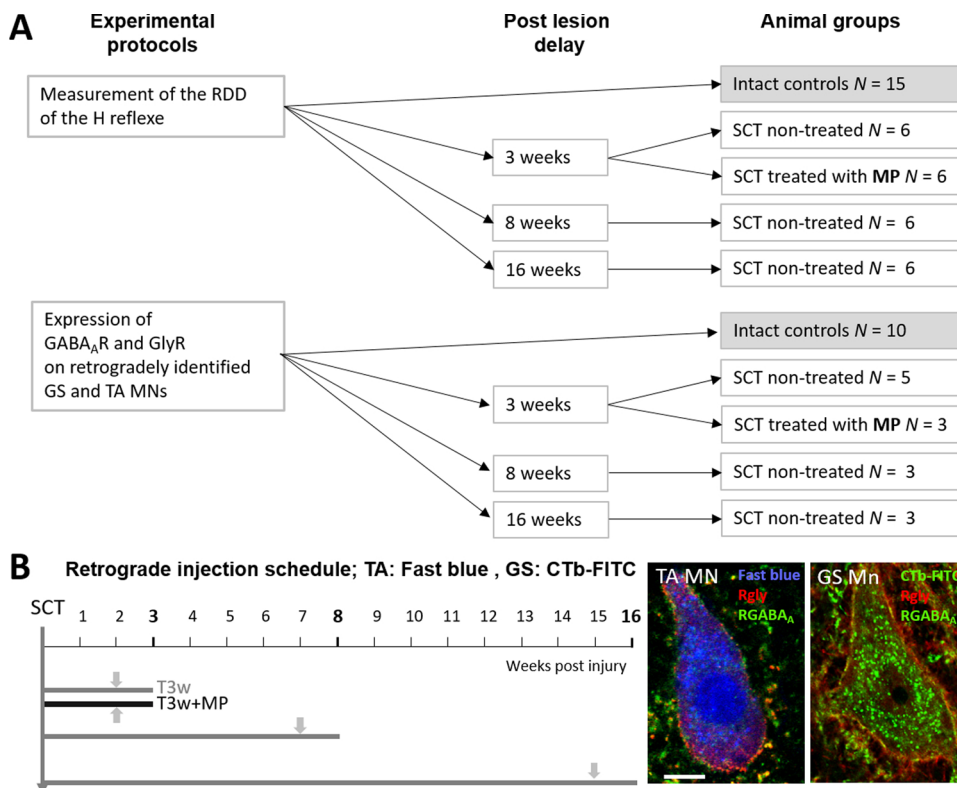 A
Experimental
protocols
Post lesion
delay
Animal groups
Measurement of the RDD
of the H reflexe
Intact controls N = 15
SCT non-treated N = 6
3 weeks
SCT treated with MP N = 6
8 weeks
SCT non-treated N = 6
16 weeks
SCT non-treated N = 6
Expression of
GABAAR and GlyR
on retrogradely identified
GS and TA MNs
Intact controls N = 10
SCT non-treated N = 5
3 weeks
SCT treated with MP N = 3
8 weeks
SCT non-treated N = 3
16 weeks
SCT non-treated N = 3
B
Retrograde injection schedule; TA: Fast blue , GS: CTb-FITC
SCT
1 2 3 4 5 6 7 8 9 10 11 12 13 14 15 16
Weeks post injury
T3w
T3w+MP
TA MN
Fast blue
Rgly
RGABAA
GS Mn
CTb-FITC
Rgly
RGABAA